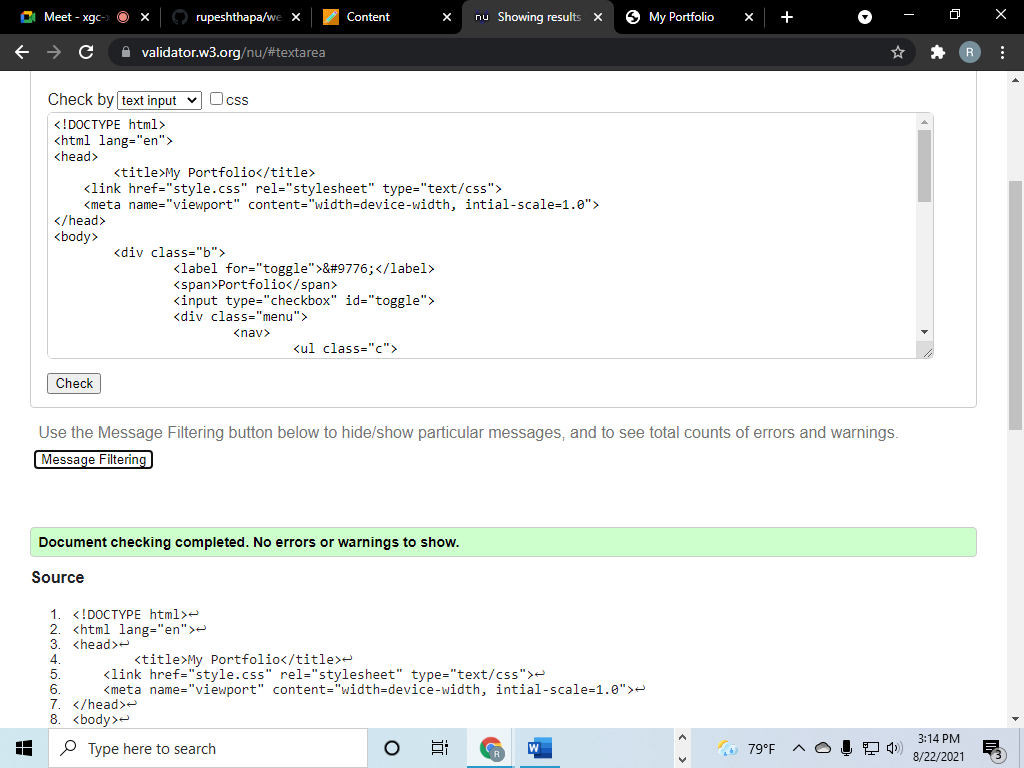 Meet - xgc-
rupeshthapa/we
Content
nu Showing results
My Portfolio
validator.w3.org/nu/#textarea
R
Check by text input css
<!DOCTYPE html>
<html lang="en">
<head>
<title>My Portfolio</title>
<link href="style.css" rel="stylesheet" type="text/css">
<meta name="viewport" content="width=device-width, intial-scale=1.0">
</head>
<body>
<div class="b">
<label for="toggle">&#9776;</label>
<span>Portfolio</span>
<input type="checkbox" id="toggle">
<div class="menu">
<nav>
<ul class="c">
Check
Use the Message Filtering button below to hide/show particular messages, and to see total counts of errors and warnings.
Message Filtering
Document checking completed. No errors or warnings to show.
Source
1. <!DOCTYPE html>↩
2. <html lang="en">↩
3. <head>↩
4. <title>My Portfolio</title>↩
5. <link href="style.css" rel="stylesheet" type="text/css">↩
6. <meta name="viewport" content="width=device-width, intial-scale=1.0">↩
7. </head>↩
8. <body>↩
Type here to search
R
W
79°F
3:14 PM
8/22/2021
3